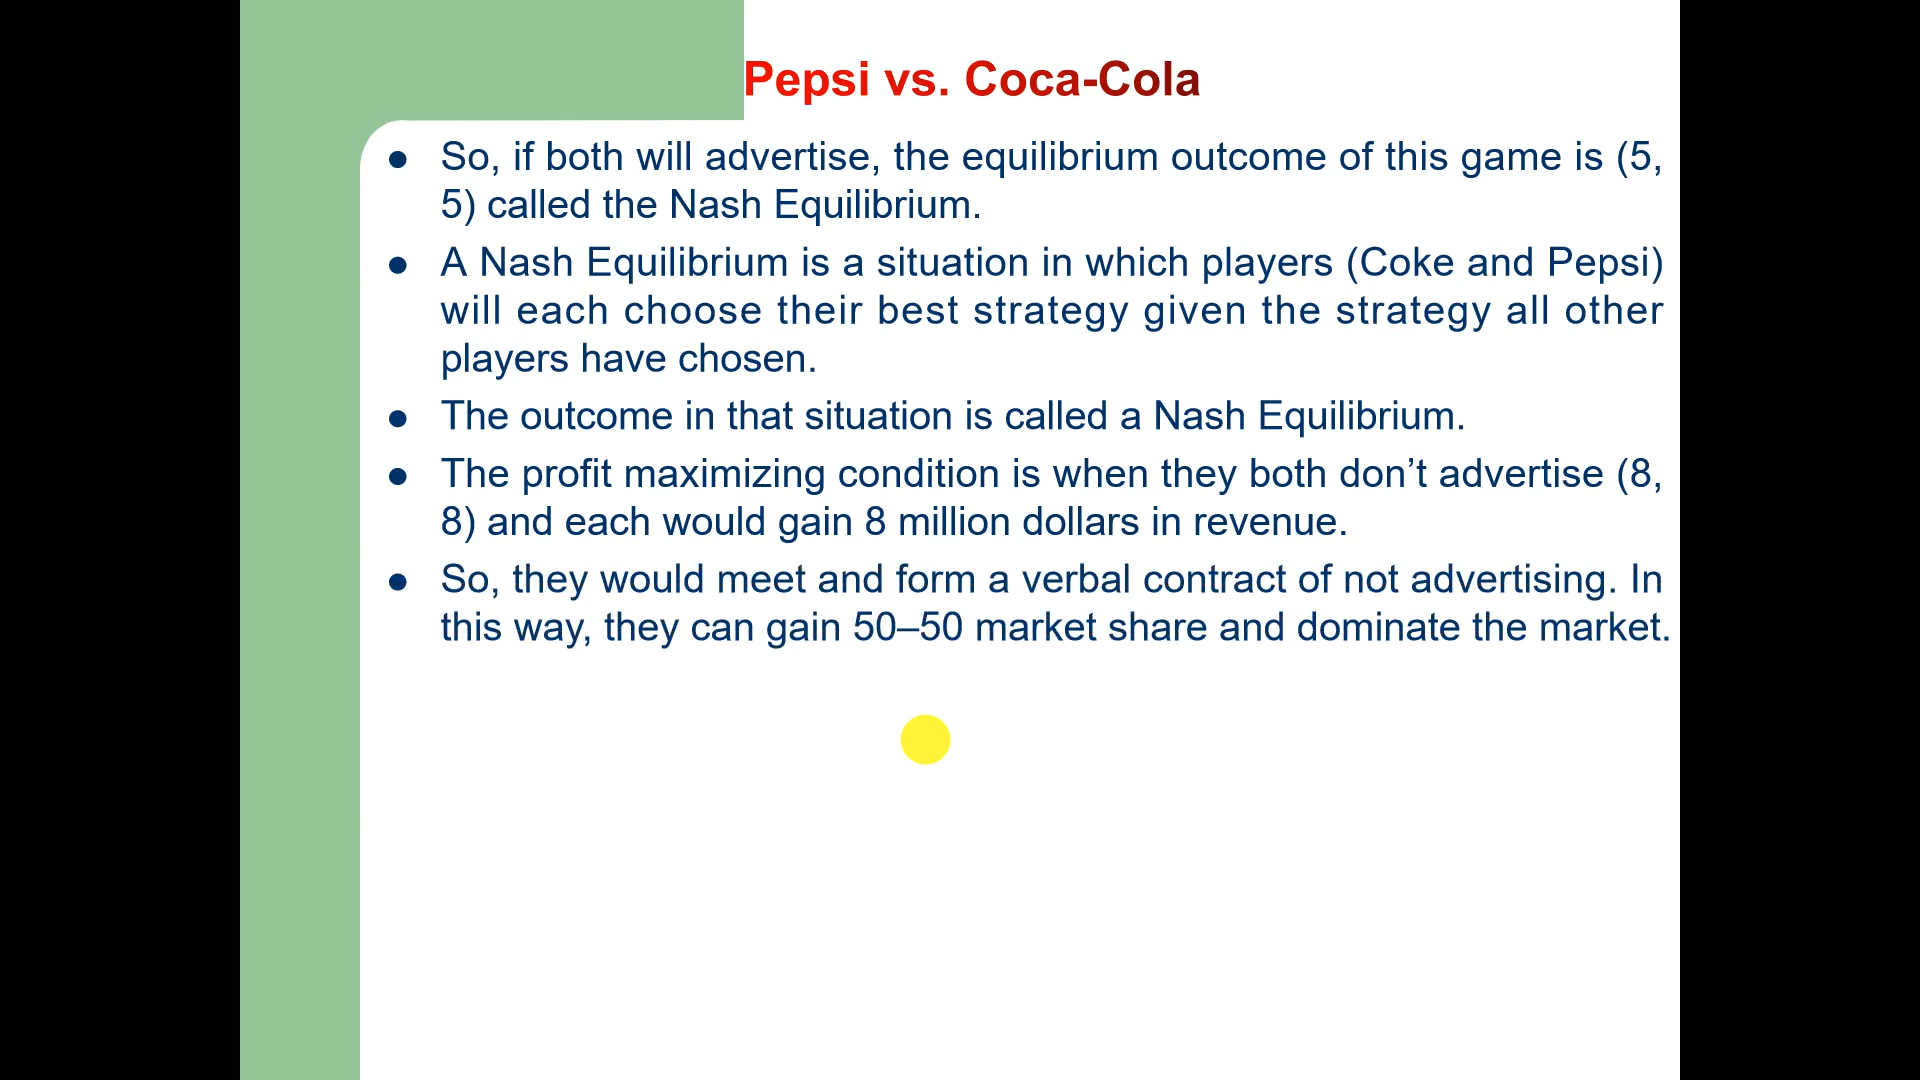 Pepsi vs. Coca-Cola
● So, if both will advertise, the equilibrium outcome of this game is (5,
5) called the Nash Equilibrium.
● A Nash Equilibrium is a situation in which players (Coke and Pepsi)
will each choose their best strategy given the strategy all other
players have chosen.
● The outcome in that situation is called a Nash Equilibrium.
● The profit maximizing condition is when they both don’t advertise (8,
8) and each would gain 8 million dollars in revenue.
● So, they would meet and form a verbal contract of not advertising. In
this way, they can gain 50–50 market share and dominate the market.